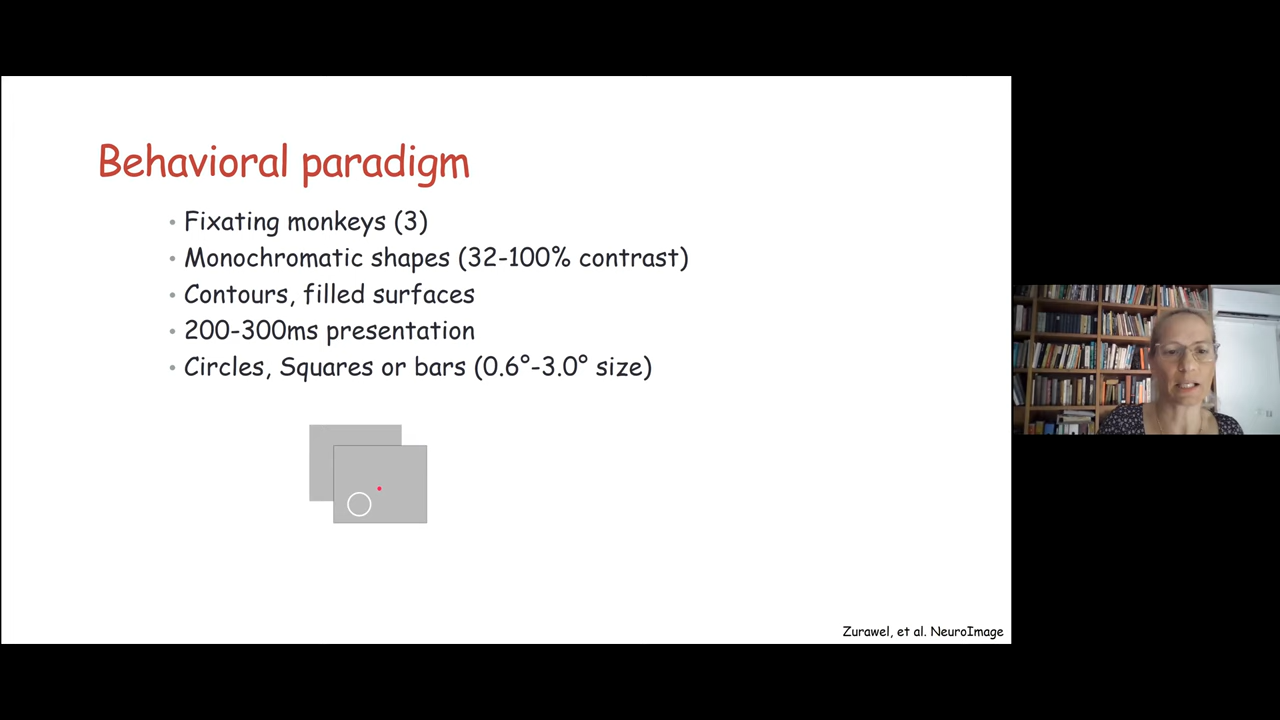 Behavioral paradigm
• Fixating monkeys (3)
• Monochromatic shapes (32-100% contrast)
• Contours, filled surfaces
• 200-300ms presentation
• Circles, Squares or bars (0.6°-3.0° size)
Zurawel, et al. NeuroImage